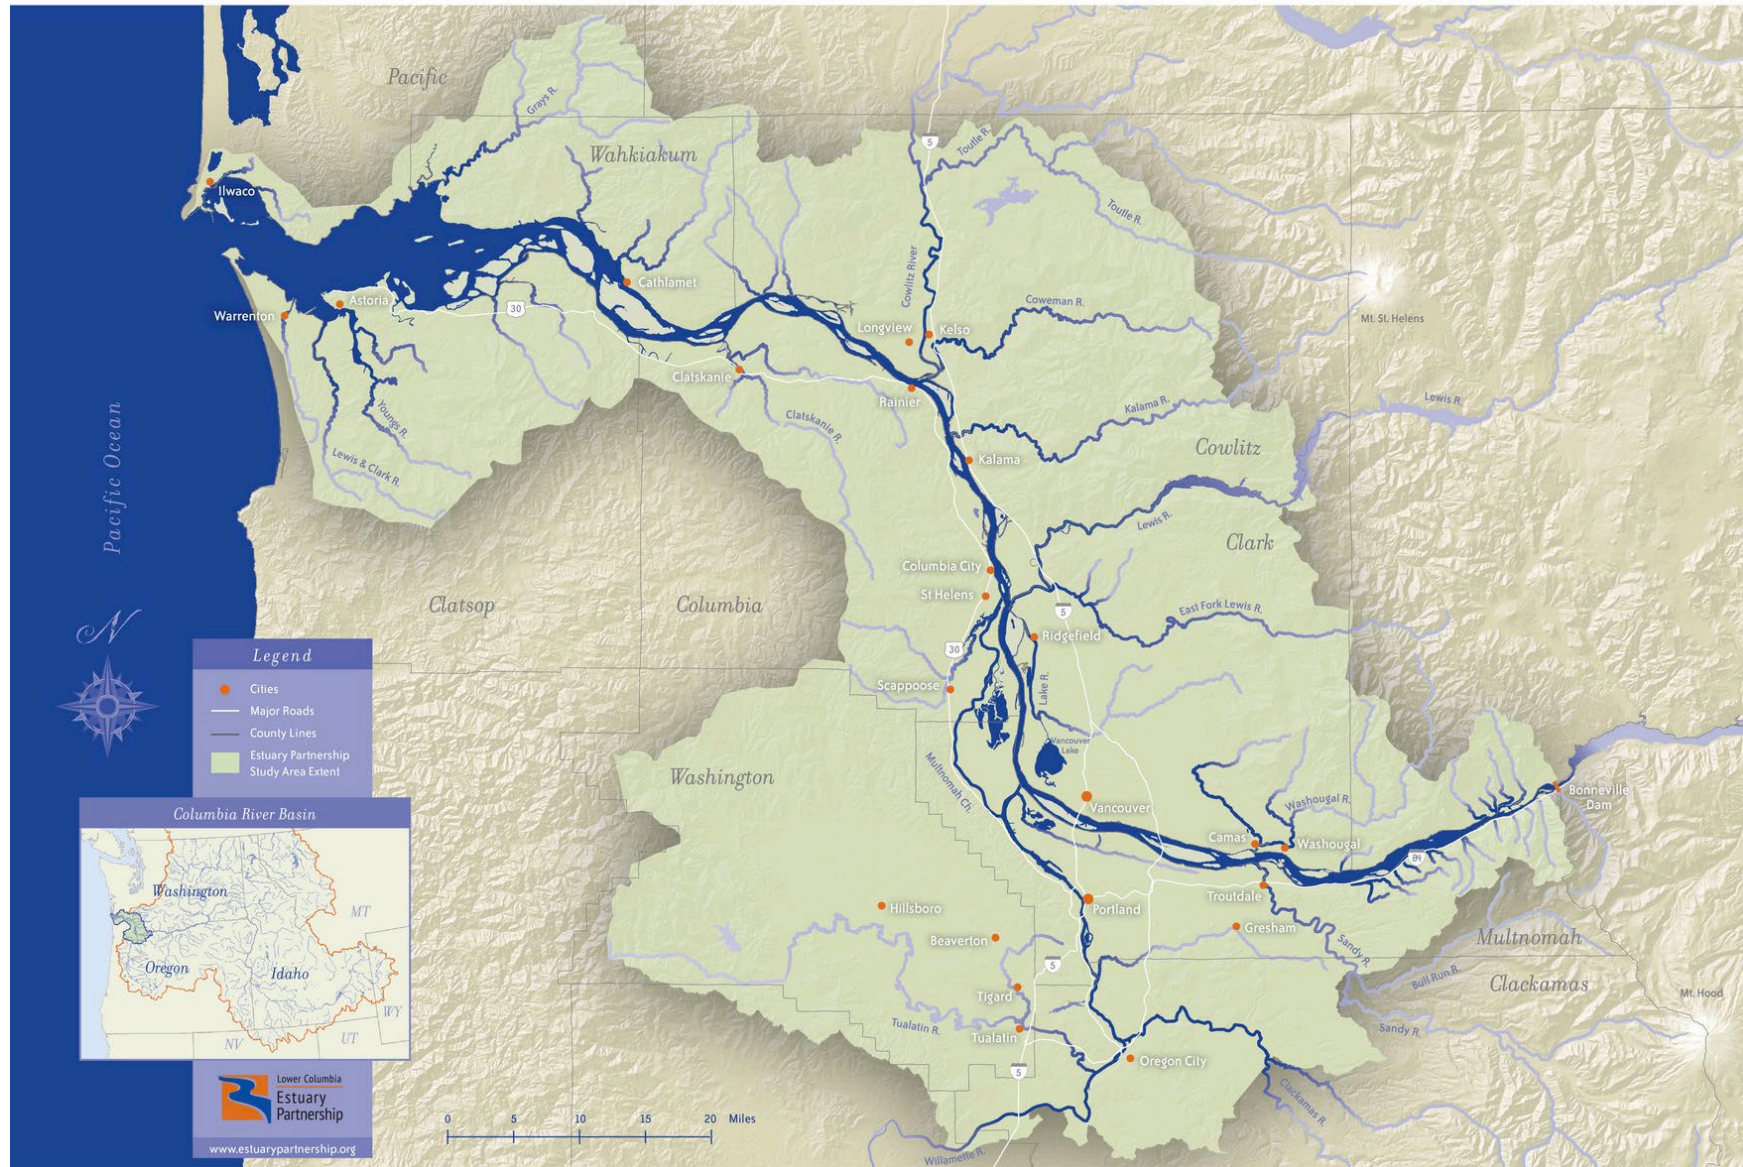 Pacific
Grays R.
Wahkiakum
5
Toutle R.
Ilwaco
Toutle R.
Cowlitz River
Cathlamet
Astoria
30
Warrenton
Coweman R.
Longview
Kelso
Mt. St. Helens
Clatskanie
Rainier
Clatskanie R.
Kalama R.
Lewis R.
Youngs R.
Cowlitz
Kalama
Lewis & Clark R.
Pacific Ocean
Lewis R.
Clark
Columbia City
St Helens
Clatsop
Columbia
5
East Fork Lewis R.
N
Ridgefield
30
Scappoose
Lake R.
Vancouver
Lake
Washington
Multnomah Ch.
Vancouver
Washougal R.
Bonneville
Dam
Camas
Washougal
84
Troutdale
Portland
Hillsboro
Beaverton
Gresham
Sandy R.
Multnomah
Bull Run R.
Clackamas
5
Tigard
Mt. Hood
Tualatin R.
Tualatin
Sandy R.
Oregon City
5
Clackamas R.
Willamette R.
Legend
Cities
Major Roads
County Lines
Estuary Partnership
Study Area Extent
Columbia River Basin
Washington
MT
Oregon
Idaho
WY
NV
UT
Lower Columbia
Estuary
Partnership
www.estuarypartnership.org
0 5 10 15 20 Miles